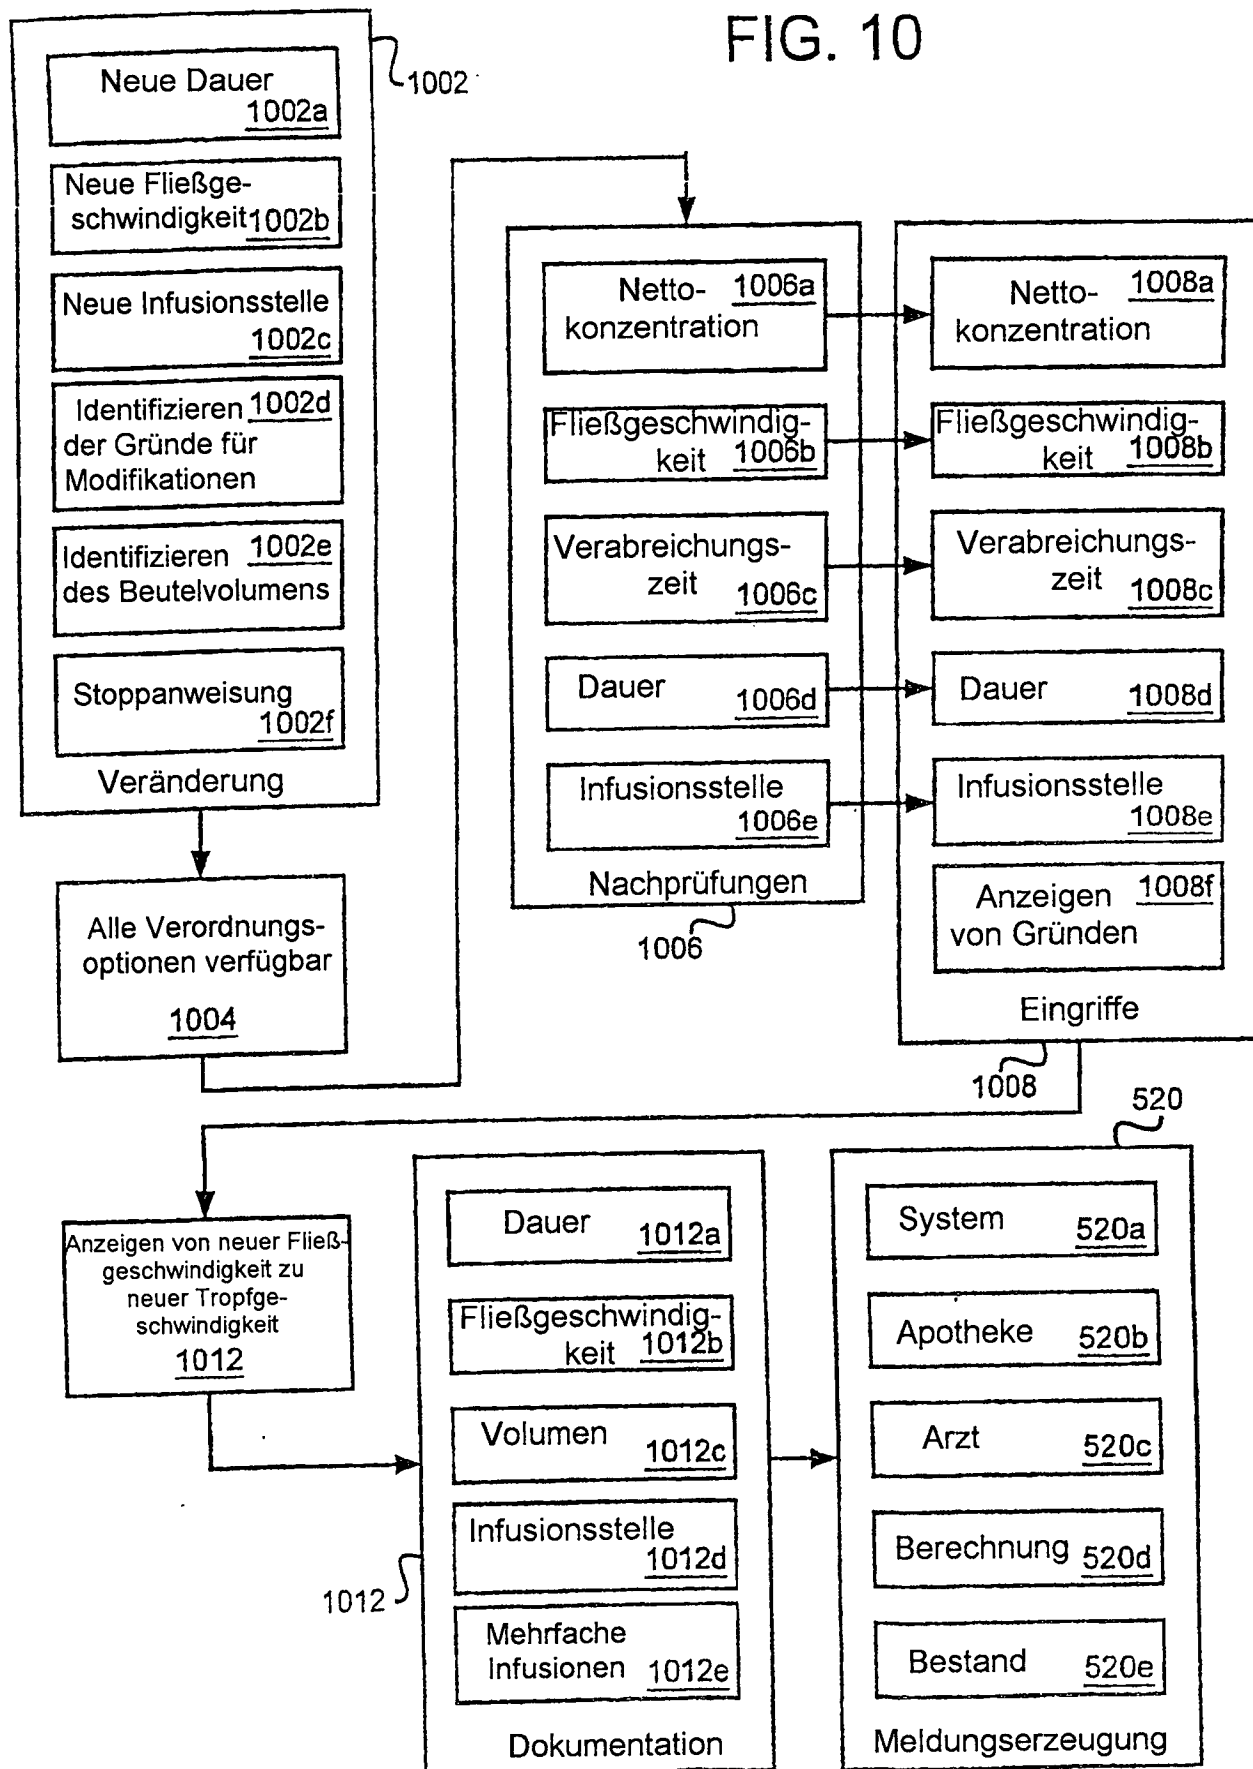 FIG. 10
1002
Neue Dauer
1002a
Neue Fließge-
schwindigkeit 1002b
Neue Infusionsstelle
1002c
Identifizieren 1002d
der Gründe für
Modifikationen
Identifizieren 1002e
des Beutelvolumens
Stoppanweisung
1002f
Veränderung
Alle Verordnungs-
optionen verfügbar
1004
Netto- 1006a
konzentration
Fließgeschwindig-
keit 1006b
Verabreichungs-
zeit 1006c
Dauer 1006d
Infusionsstelle
1006e
Nachprüfungen
1006
Netto- 1008a
konzentration
Fließgeschwindig-
keit 1008b
Verabreichungs-
zeit 1008c
Dauer 1008d
Infusionsstelle
1008e
Anzeigen 1008f
von Gründen
Eingriffe
1008
Anzeigen von neuer Fließ-
geschwindigkeit zu
neuer Tropfge-
schwindigkeit
1012
Dauer 1012a
Fließgeschwindig-
keit 1012b
Volumen 1012c
Infusionsstelle
1012d
Mehrfache
Infusionen 1012e
Dokumentation
1012
520
System 520a
Apotheke 520b
Arzt 520c
Berechnung 520d
Bestand 520e
Meldungserzeugung